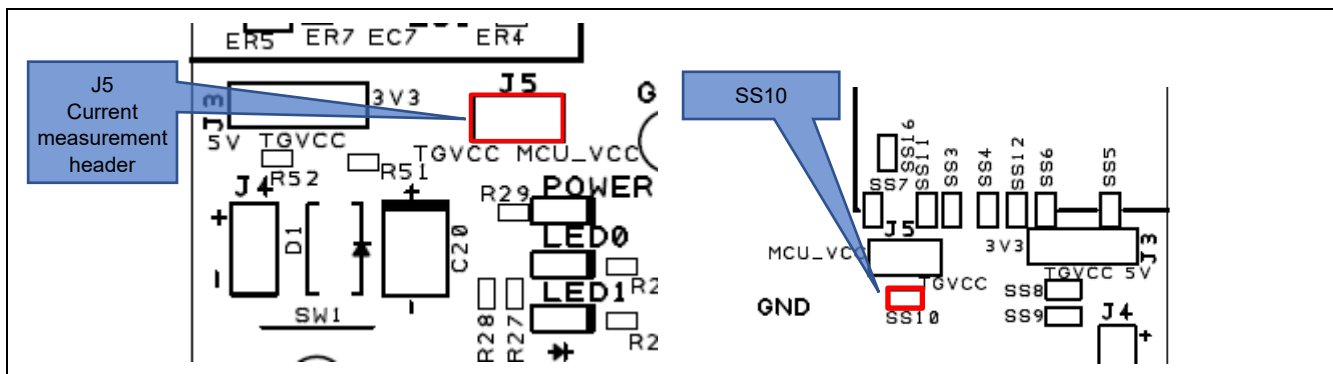 ER5 ER7 EC7 ER4
J5
Current
measurement
header
J3
3V3
5V
TGVCC
J5
TGVCC MCU_VCC
G
R52
R51
J4
+
-
D1
+
C20
-
R29
POWER
LED0
LED1
R2
R2
SW1
R28
R27
SS10
SS16
SS7
SS11
SS3
SS4
SS12
SS6
SS5
J5
MCU_VCC
TGVCC
3V3
J3
TGVCC 5V
GND
SS10
SS8
SS9
J4
+